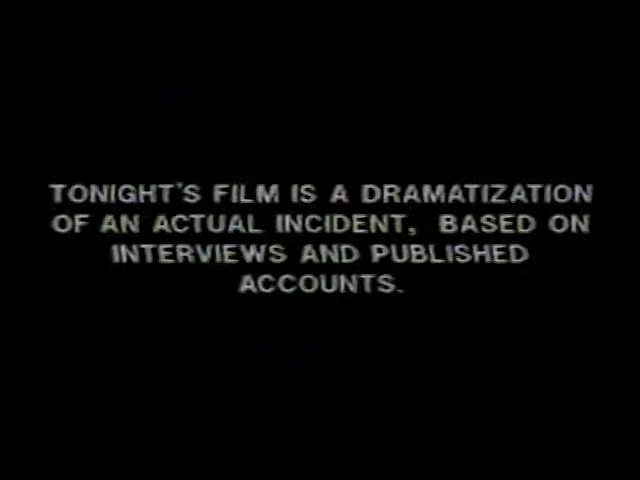 TONIGHT'S FILM IS A DRAMATIZATION
OF AN ACTUAL INCIDENT, BASED ON
INTERVIEWS AND PUBLISHED
ACCOUNTS.